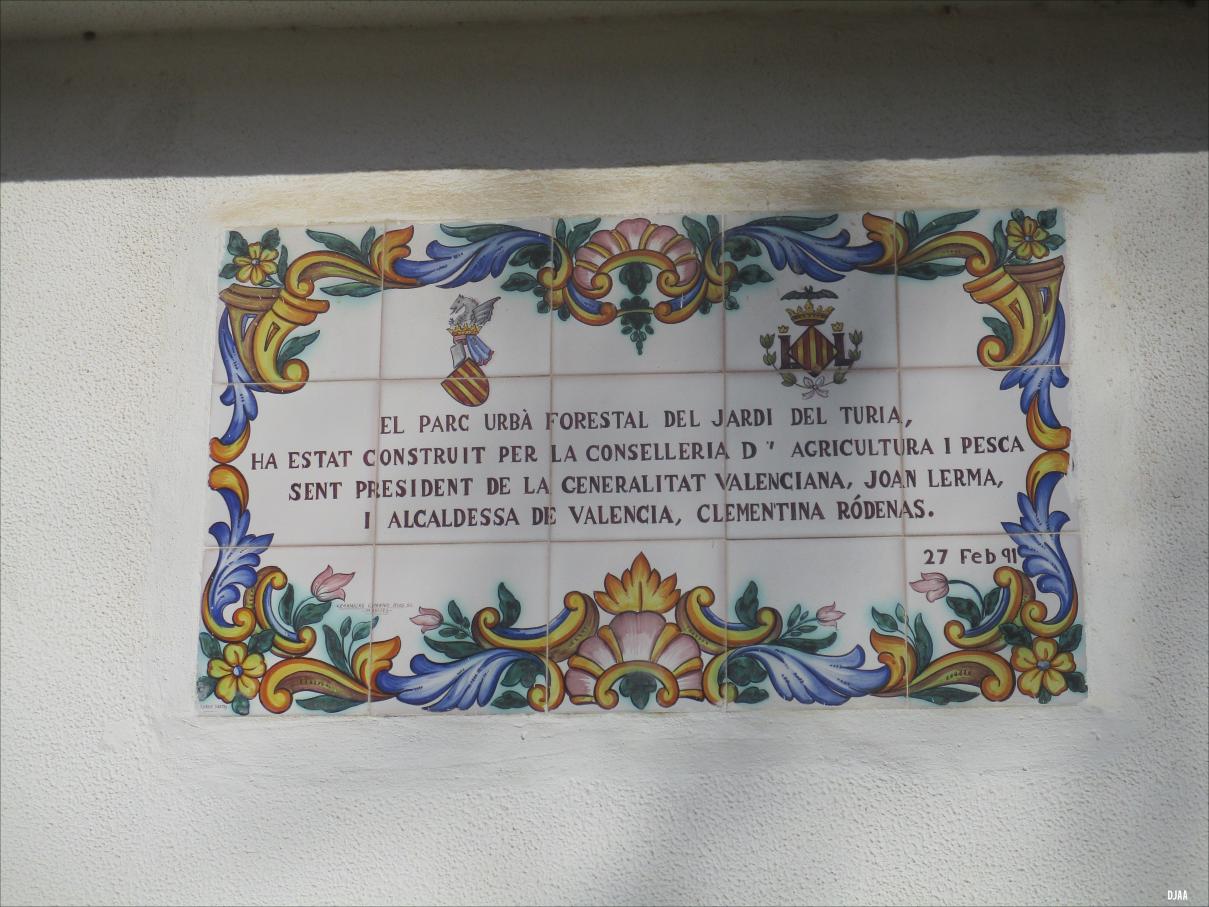 EL PARC URBÀ FORESTAL DEL JARDI DEL TURIA,
HA ESTAT CONSTRUIT PER LA CONSELLERIA D' AGRICULTURA I PESCA
SENT PRESIDENT DE LA GENERALITAT VALENCIANA, JOAN LERMA,
I ALCALDESSA DE VALENCIA, CLEMENTINA RÓDENAS.
27 Feb 91
DJAA